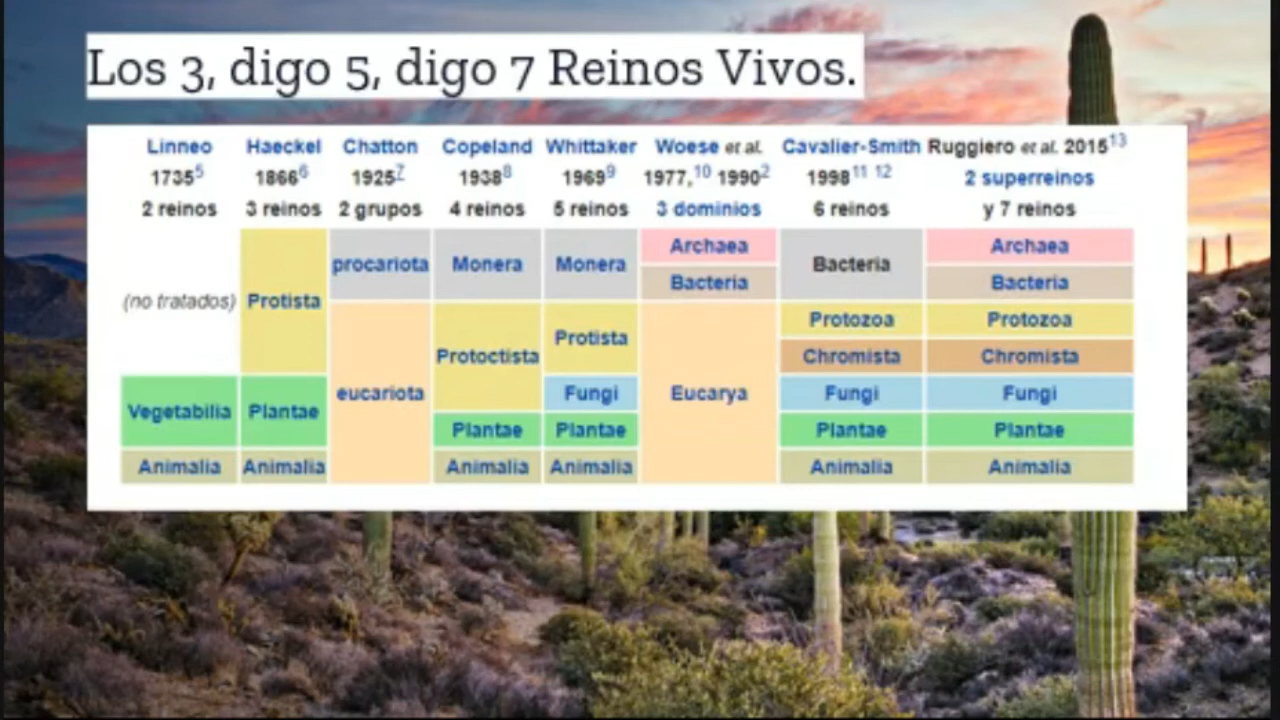 Los 3, digo 5, digo 7 Reinos Vivos.
Linneo Haeckel Chatton Copeland Whittaker Woese et al. Cavalier-Smith Ruggiero et al. 2015¹³
1735⁵ 1866⁶ 1925⁷ 1938⁸ 1969⁹ 1977,¹⁰ 1990² 1998¹¹ ¹² 2 superreinos
2 reinos 3 reinos 2 grupos 4 reinos 5 reinos 3 dominios 6 reinos y 7 reinos
Archaea Archaea
procariota Monera Monera Bacteria
Bacteria Bacteria
(no tratados) Protista
Protozoa Protozoa
Protista
Protoctista Chromista Chromista
eucariota Fungi Eucarya Fungi Fungi
Vegetabilia Plantae
Plantae Plantae Plantae Plantae
Animalia Animalia Animalia Animalia Animalia Animalia